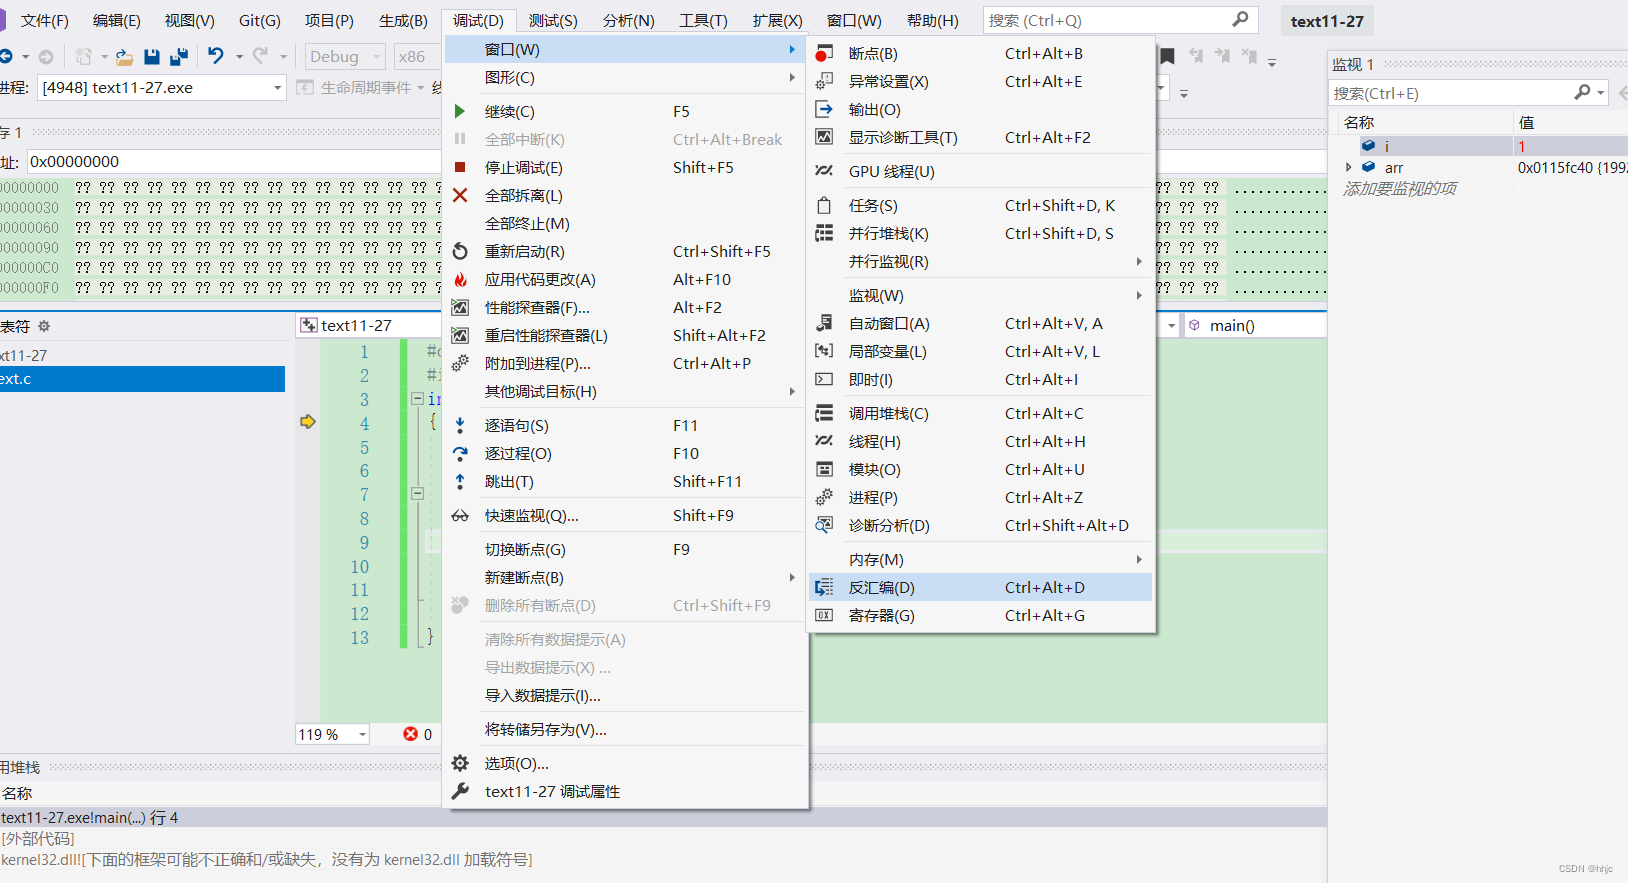 文件(F) 编辑(E) 视图(V) Git(G) 项目(P) 生成(B) 调试(D) 测试(S) 分析(N) 工具(T) 扩展(X) 窗口(W) 帮助(H) 搜索 (Ctrl+Q) text11-27
Debug x86
进程: [4948] text11-27.exe 生命周期事件 线
存 1
址: 0x00000000
00000000 ?? ?? ?? ?? ?? ?? ?? ?? ?? ?? ?? ?? ?? ?? ?? ??
00000030 ?? ?? ?? ?? ?? ?? ?? ?? ?? ?? ?? ?? ?? ?? ?? ??
00000060 ?? ?? ?? ?? ?? ?? ?? ?? ?? ?? ?? ?? ?? ?? ?? ??
00000090 ?? ?? ?? ?? ?? ?? ?? ?? ?? ?? ?? ?? ?? ?? ?? ??
000000C0 ?? ?? ?? ?? ?? ?? ?? ?? ?? ?? ?? ?? ?? ?? ?? ??
000000F0 ?? ?? ?? ?? ?? ?? ?? ?? ?? ?? ?? ?? ?? ?? ?? ??
?? ?? ?? ..........
?? ?? ?? ..........
?? ?? ?? ..........
?? ?? ?? ..........
?? ?? ?? ..........
?? ?? ?? ..........
表符
xt11-27
ext.c
text11-27
main()
1 #
2 #i
3 in
4 {
5
6
7
8
9
10
11
12
13 }
119 %
0
窗口(W)
图形(C)
继续(C) F5
全部中断(K) Ctrl+Alt+Break
停止调试(E) Shift+F5
全部拆离(L)
全部终止(M)
重新启动(R) Ctrl+Shift+F5
应用代码更改(A) Alt+F10
性能探查器(F)... Alt+F2
重启性能探查器(L) Shift+Alt+F2
附加到进程(P)... Ctrl+Alt+P
其他调试目标(H)
逐语句(S) F11
逐过程(O) F10
跳出(T) Shift+F11
快速监视(Q)... Shift+F9
切换断点(G) F9
新建断点(B)
删除所有断点(D) Ctrl+Shift+F9
清除所有数据提示(A)
导出数据提示(X) ...
导入数据提示(I)...
将转储另存为(V)...
选项(O)...
text11-27 调试属性
断点(B) Ctrl+Alt+B
异常设置(X) Ctrl+Alt+E
输出(O)
显示诊断工具(T) Ctrl+Alt+F2
GPU 线程(U)
任务(S) Ctrl+Shift+D, K
并行堆栈(K) Ctrl+Shift+D, S
并行监视(R)
监视(W)
自动窗口(A) Ctrl+Alt+V, A
局部变量(L) Ctrl+Alt+V, L
即时(I) Ctrl+Alt+I
调用堆栈(C) Ctrl+Alt+C
线程(H) Ctrl+Alt+H
模块(O) Ctrl+Alt+U
进程(P) Ctrl+Alt+Z
诊断分析(D) Ctrl+Shift+Alt+D
内存(M)
反汇编(D) Ctrl+Alt+D
寄存器(G) Ctrl+Alt+G
监视 1
搜索(Ctrl+E)
名称 值
i 1
arr 0x0115fc40 {199
添加要监视的项
用堆栈
名称
text11-27.exe!main(...) 行 4
[外部代码]
kernel32.dll![下面的框架可能不正确和/或缺失，没有为 kernel32.dll 加载符号]
CSDN @hhjc